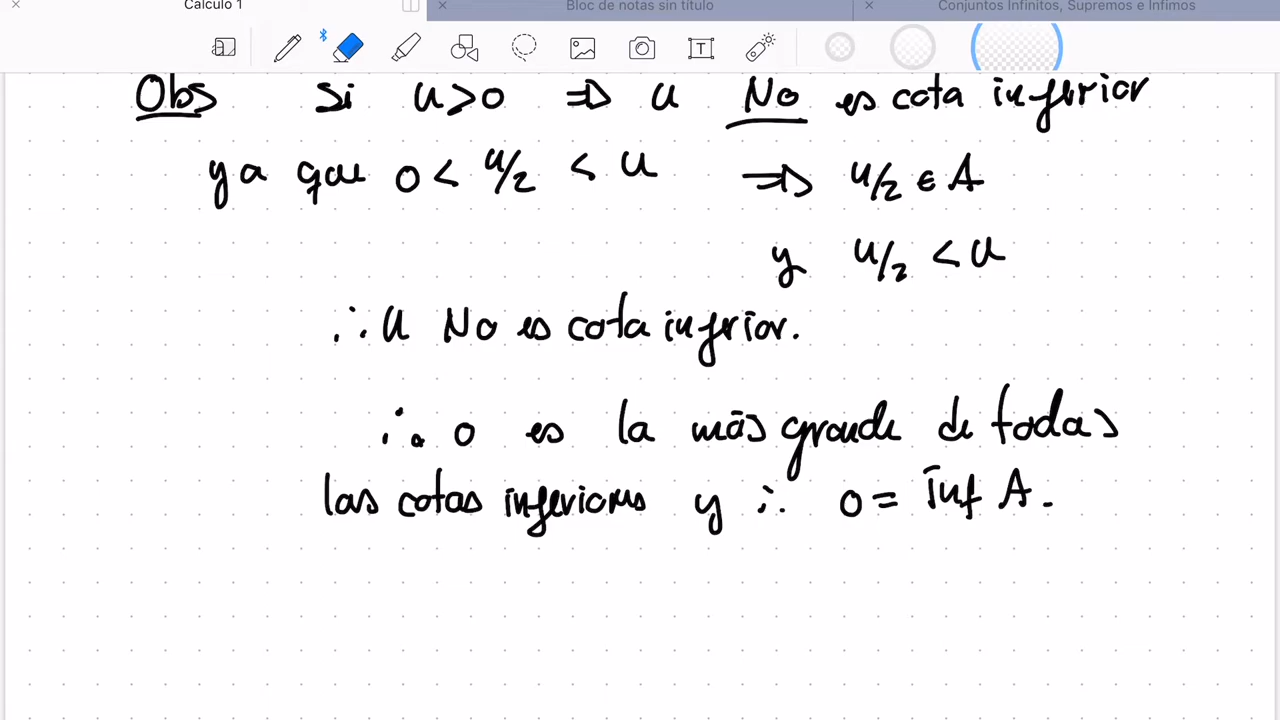 Calculo 1
Bloc de notas sin título
Conjuntos Infinitos, Supremos e Infimos
Obs Si u>0 ⇒ u No es cota inferior
ya que 0 < u/2 < u ⇒ u/2 ∈ A
y u/2 < u
∴ u No es cota inferior.
∴ 0 es la más grande de todas
las cotas inferiores y ∴ 0 = Inf A.